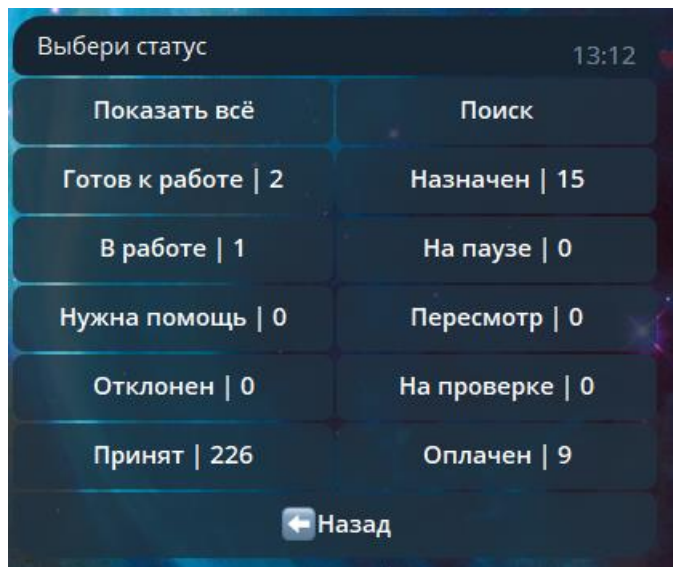 Выбери статус
13:12
Показать всё Поиск
Готов к работе | 2 Назначен | 15
В работе | 1 На паузе | 0
Нужна помощь | 0 Пересмотр | 0
Отклонен | 0 На проверке | 0
Принят | 226 Оплачен | 9
⬅️Назад